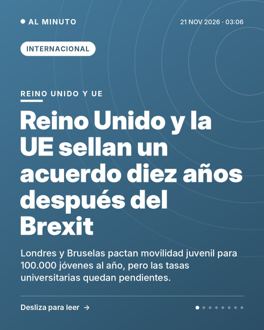 AL MINUTO
21 NOV 2026 · 03:06
INTERNACIONAL
REINO UNIDO Y UE
Reino Unido y la
UE sellan un
acuerdo diez años
después del
Brexit
Londres y Bruselas pactan movilidad juvenil para
100.000 jóvenes al año, pero las tasas
universitarias quedan pendientes.
Desliza para leer →